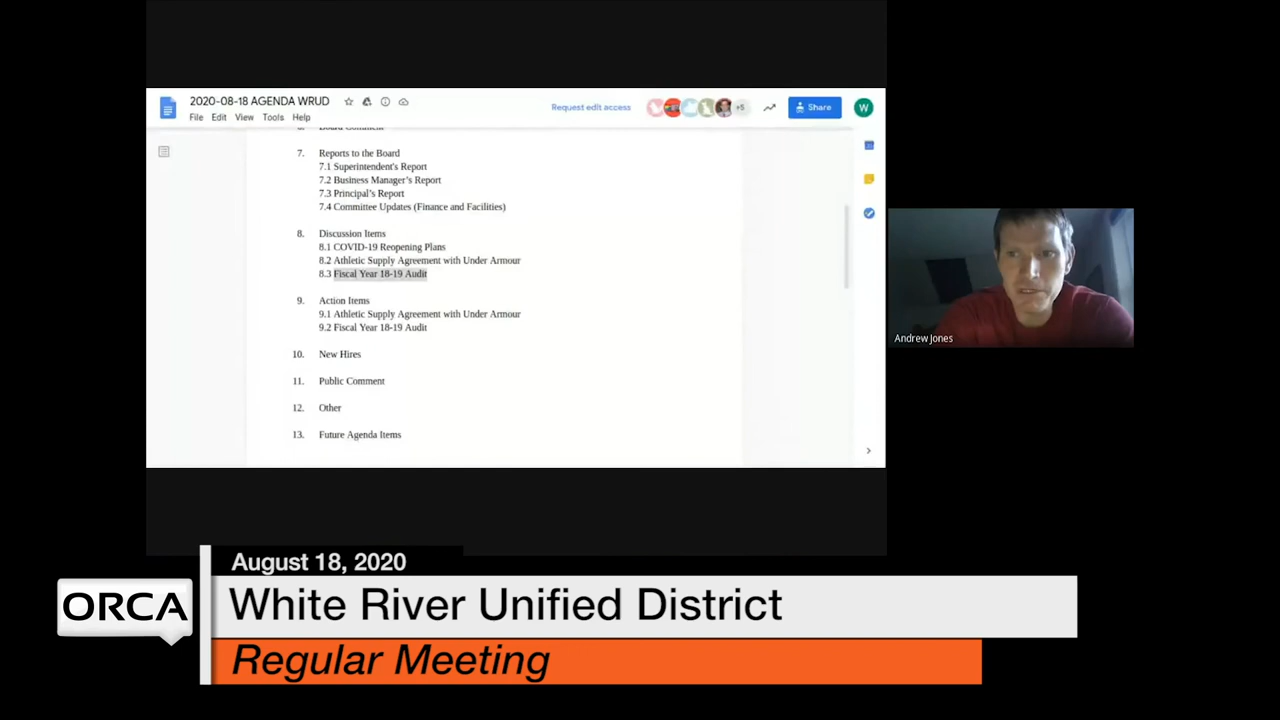 2020-08-18 AGENDA WRUD
Request edit access
+5
Share
W
File Edit View Tools Help
7. Reports to the Board
7.1 Superintendent's Report
7.2 Business Manager's Report
7.3 Principal's Report
7.4 Committee Updates (Finance and Facilities)
8. Discussion Items
8.1 COVID-19 Reopening Plans
8.2 Athletic Supply Agreement with Under Armour
8.3 Fiscal Year 18-19 Audit
9. Action Items
9.1 Athletic Supply Agreement with Under Armour
9.2 Fiscal Year 18-19 Audit
10. New Hires
11. Public Comment
12. Other
13. Future Agenda Items
Andrew Jones
August 18, 2020
ORCA
White River Unified District
Regular Meeting